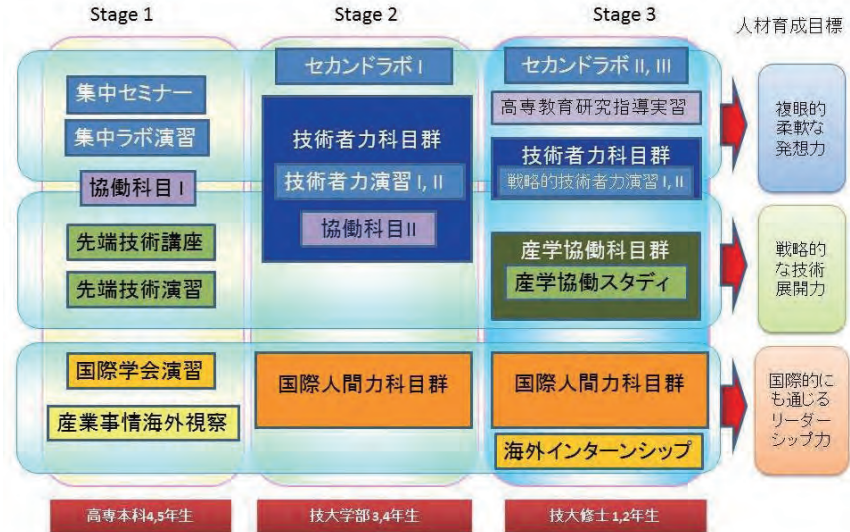 Stage 1
Stage 2
Stage 3
人材育成目標
集中セミナー
集中ラボ演習
協働科目 I
先端技術講座
先端技術演習
国際学会演習
産業事情海外視察
高専本科4,5年生
セカンドラボ I
技術者力科目群
技術者力演習 I, II
協働科目II
国際人間力科目群
技大学部3,4年生
セカンドラボ II, III
高専教育研究指導実習
技術者力科目群
戦略的技術者力演習 I, II
産学協働科目群
産学協働スタディ
国際人間力科目群
海外インターンシップ
技大修士1,2年生
複眼的
柔軟な
発想力
戦略的
な技術
展開力
国際的に
も通じる
リーダー
シップ力